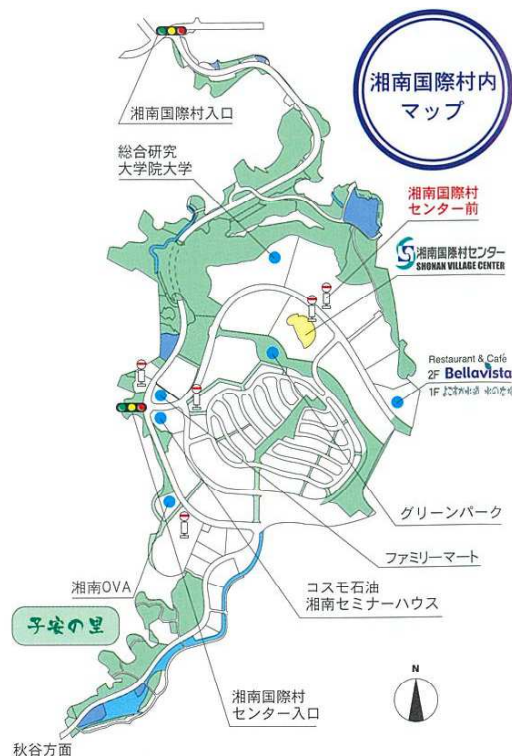 湘南国際村内
マップ
湘南国際村入口
総合研究
大学院大学
湘南国際村
センター前
湘南国際村センター
SHONAN VILLAGE CENTER
Restaurant & Café
2F Bellavista
1F
グリーンパーク
ファミリーマート
コスモ石油
湘南セミナーハウス
湘南OVA
子安の里
湘南国際村
センター入口
N
秋谷方面